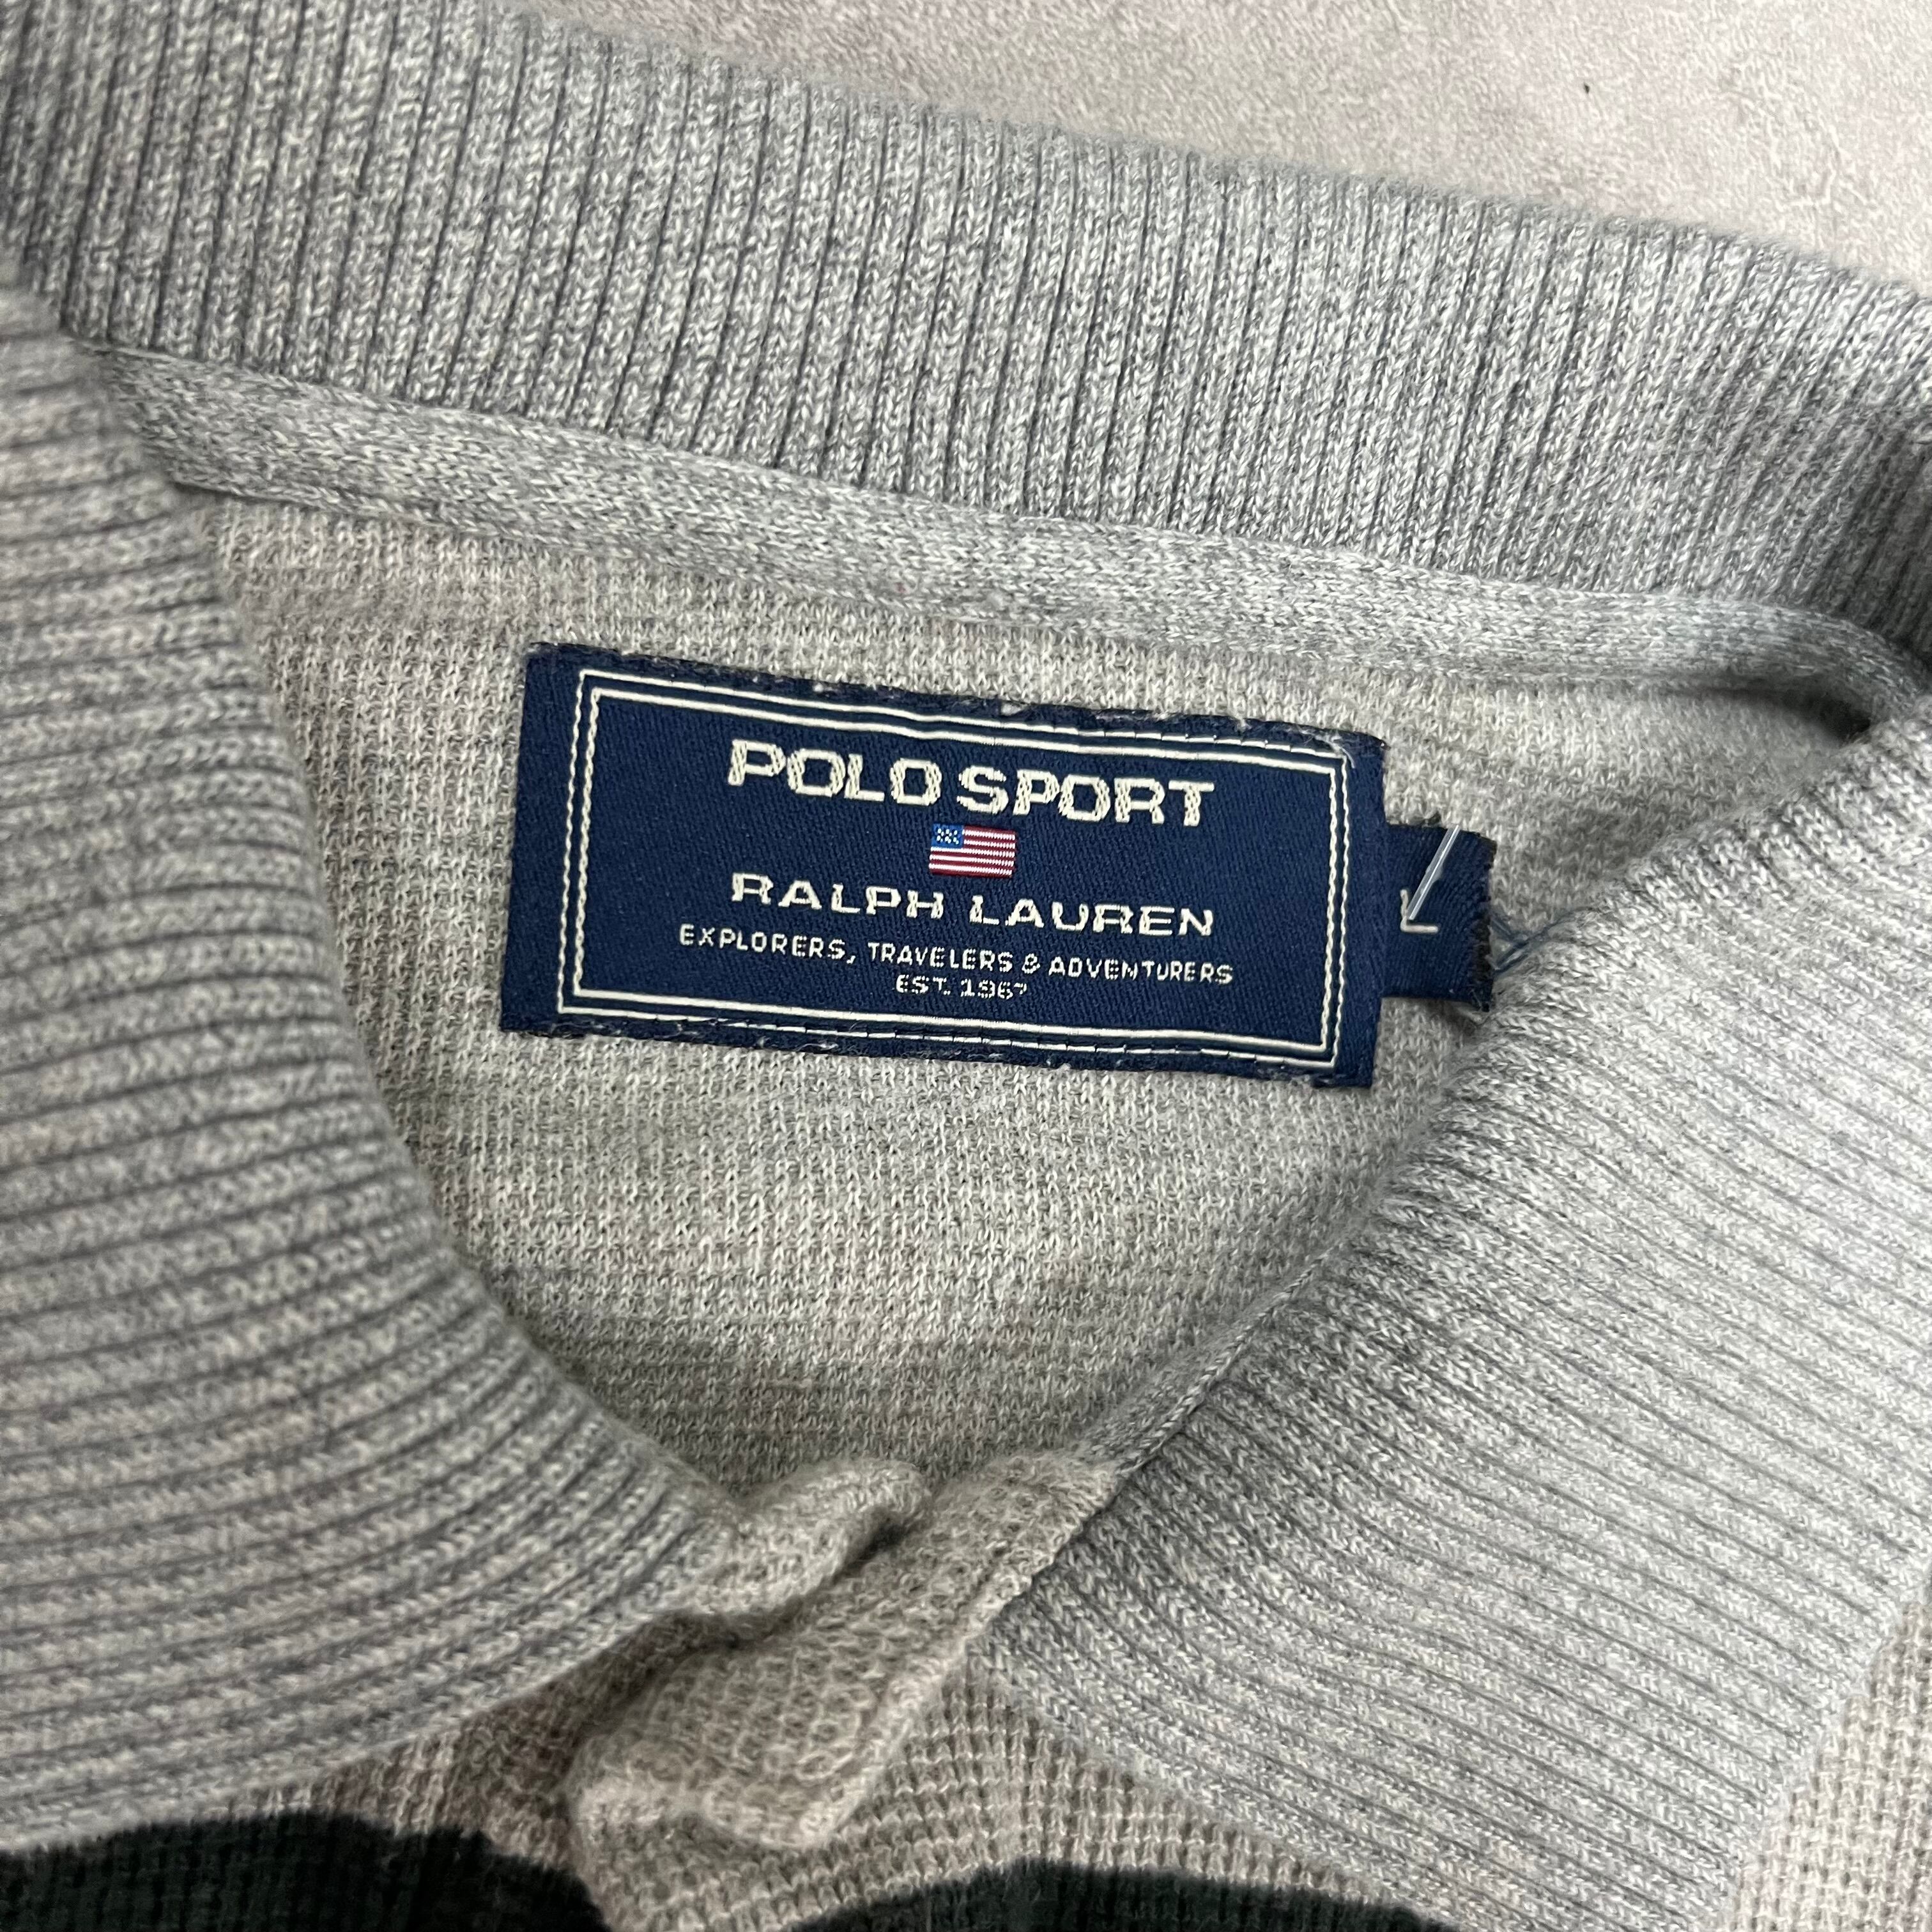 POLO SPORT
RALPH LAUREN
EXPLORERS, TRAVELERS & ADVENTURERS
EST. 1967
L